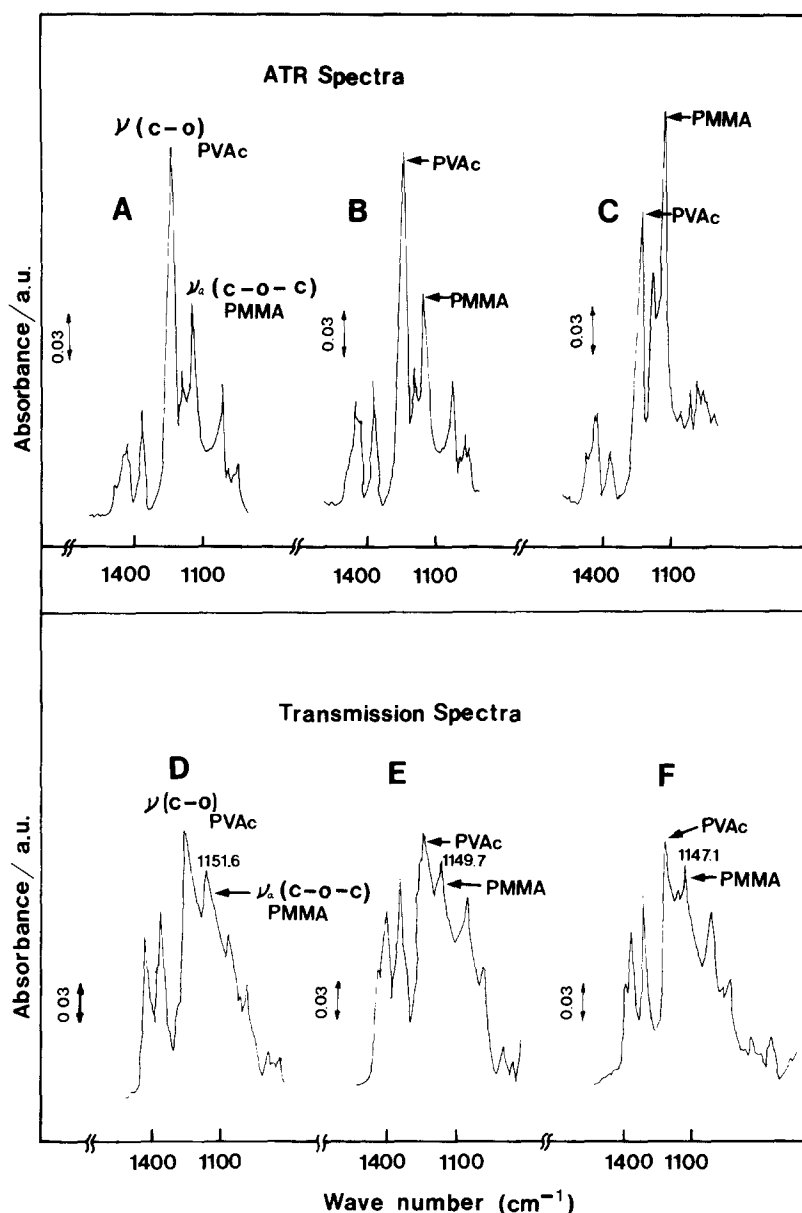 ATR Spectra
ν (c-o)
PVAc
A
νa (c-o-c)
PMMA
0.03
PVAc
B
PMMA
0.03
PMMA
C
PVAc
0.03
Absorbance/a.u.
1400 1100 1400 1100 1400 1100
Transmission Spectra
D
ν (c-o)
PVAc
1151.6
νa (c-o-c)
PMMA
0.03
E
PVAc
1149.7
PMMA
0.03
F
PVAc
1147.1
PMMA
0.03
Absorbance/a.u.
1400 1100 1400 1100 1400 1100
Wave number (cm⁻¹)